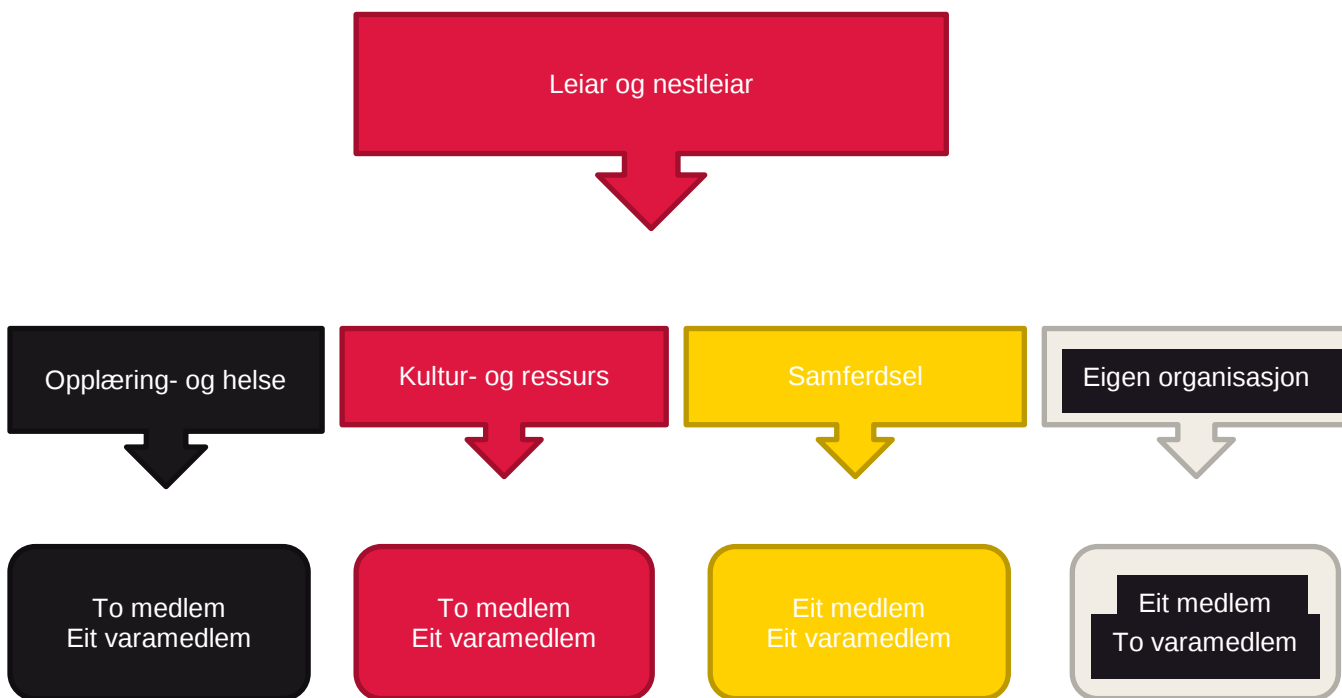 Leiar og nestleiar
Opplæring- og helse
Kultur- og ressurs
Samferdsel
Eigen organisasjon
To medlem
Eit varamedlem
To medlem
Eit varamedlem
Eit medlem
Eit varamedlem
Eit medlem
To varamedlem